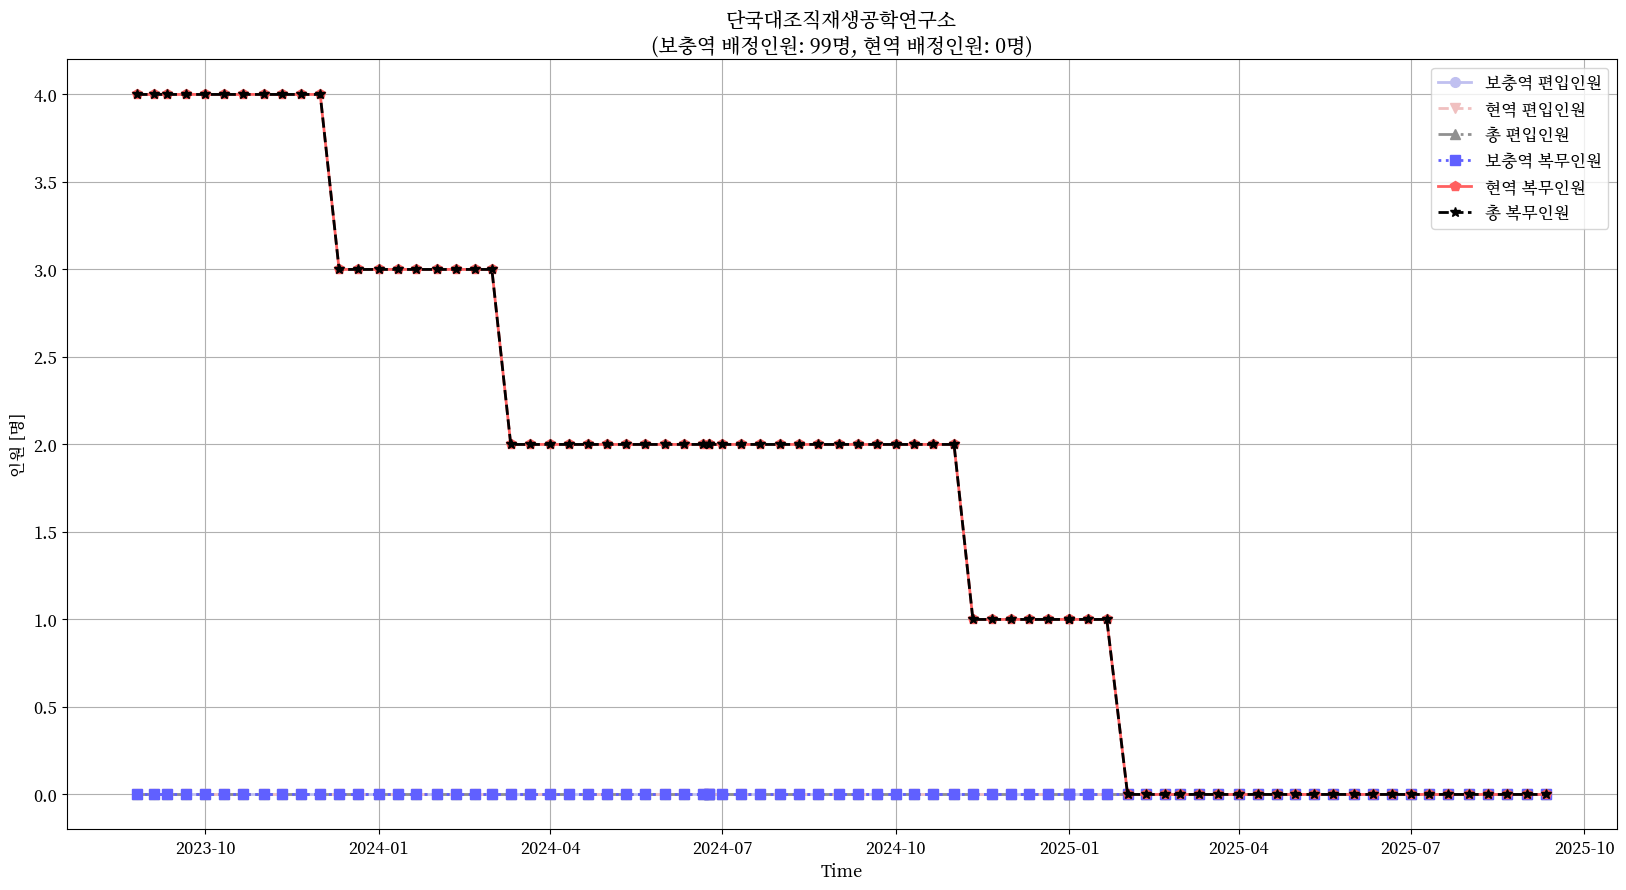 단국대조직재생공학연구소
(보충역 배정인원: 99명, 현역 배정인원: 0명)
보충역 편입인원
현역 편입인원
총 편입인원
보충역 복무인원
현역 복무인원
총 복무인원
인원 [명]
4.0
3.5
3.0
2.5
2.0
1.5
1.0
0.5
0.0
2023-10
2024-01
2024-04
2024-07
2024-10
2025-01
2025-04
2025-07
2025-10
Time